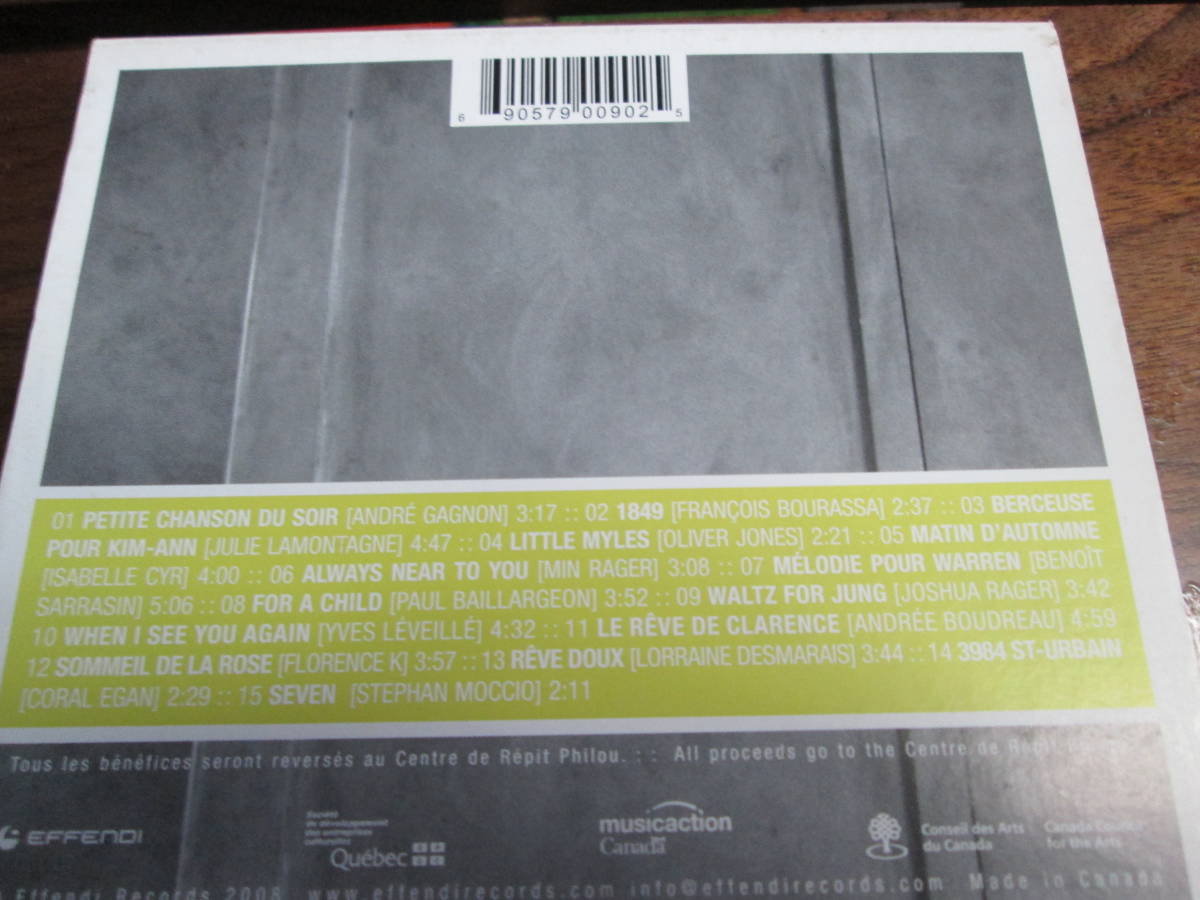 6 90579 00902 5
01 PETITE CHANSON DU SOIR [ANDRÉ GAGNON] 3:17 :: 02 1849 [FRANÇOIS BOURASSA] 2:37 :: 03 BERCEUSE
POUR KIM-ANN [JULIE LAMONTAGNE] 4:47 :: 04 LITTLE MYLES [OLIVER JONES] 2:21 :: 05 MATIN D'AUTOMNE
[ISABELLE CYR] 4:00 :: 06 ALWAYS NEAR TO YOU [MIN RAGER] 3:08 :: 07 MÉLODIE POUR WARREN [BENOÎT
SARRASIN] 5:06 :: 08 FOR A CHILD [PAUL BAILLARGEON] 3:52 :: 09 WALTZ FOR JUNG [JOSHUA RAGER] 3:42
10 WHEN I SEE YOU AGAIN [YVES LÉVEILLÉ] 4:32 :: 11 LE RÊVE DE CLARENCE [ANDRÉE BOUDREAU] 4:59
12 SOMMEIL DE LA ROSE [FLORENCE K] 3:57 :: 13 RÊVE DOUX [LORRAINE DESMARAIS] 3:44 :: 14 3984 ST-URBAIN
[CORAL EGAN] 2:29 :: 15 SEVEN [STEPHAN MOCCIO] 2:11
Tous les bénéfices seront reversés au Centre de Répit Philou. :: All proceeds go to the Centre de Répit
EFFENDI
Société
de développement
des entreprises
culturelles
Québec
musicaction
Canada
Conseil des Arts
du Canada
Canada Council
for the Arts
Effendi Records 2008 www.effendirecords.com info@effendirecords.com Made in Canada